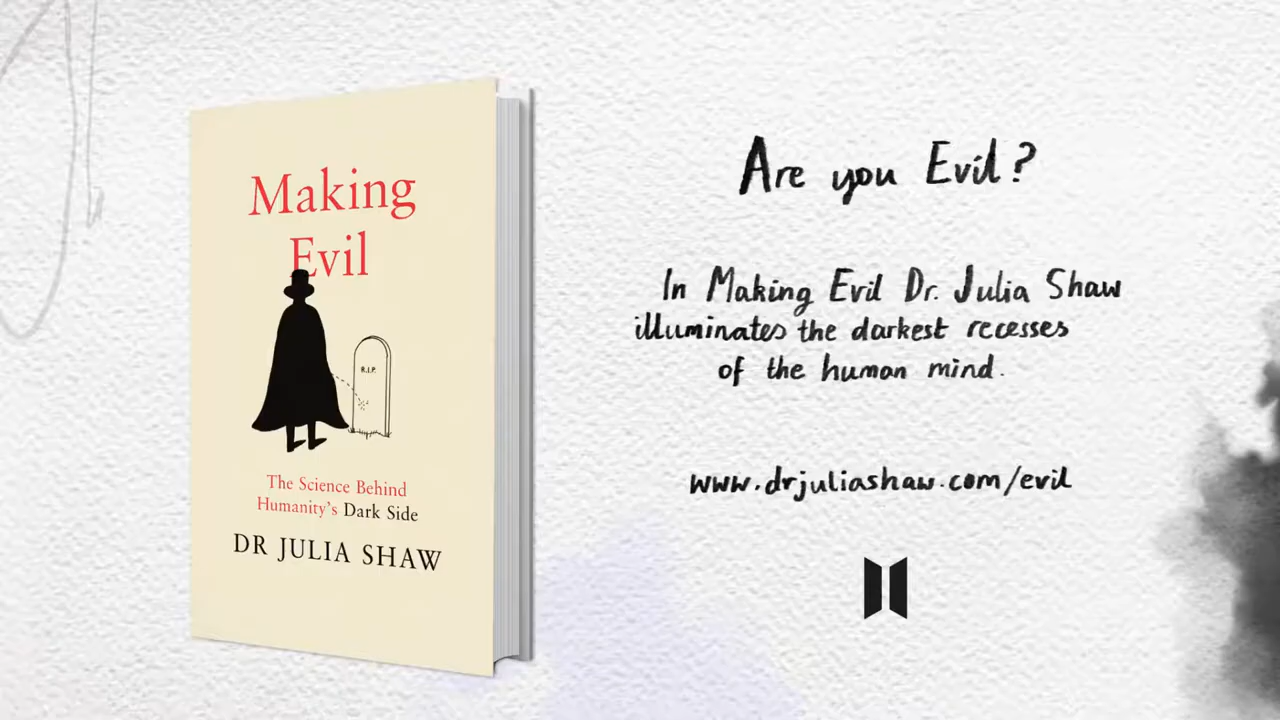 Making
Evil
R.I.P.
The Science Behind
Humanity's Dark Side
DR JULIA SHAW
Are you Evil?
In Making Evil Dr. Julia Shaw
illuminates the darkest recesses
of the human mind.
www.drjuliashaw.com/evil